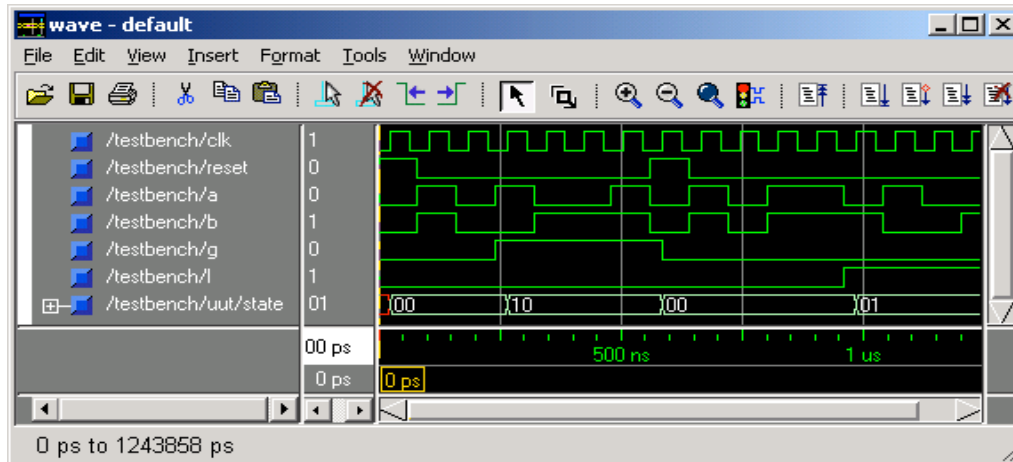 wave - default
File Edit View Insert Format Tools Window
/testbench/clk 1
/testbench/reset 0
/testbench/a 0
/testbench/b 1
/testbench/g 0
/testbench/l 1
/testbench/uut/state 01 00 10 00 01
00 ps 500 ns 1 us
0 ps 0 ps
0 ps to 1243858 ps